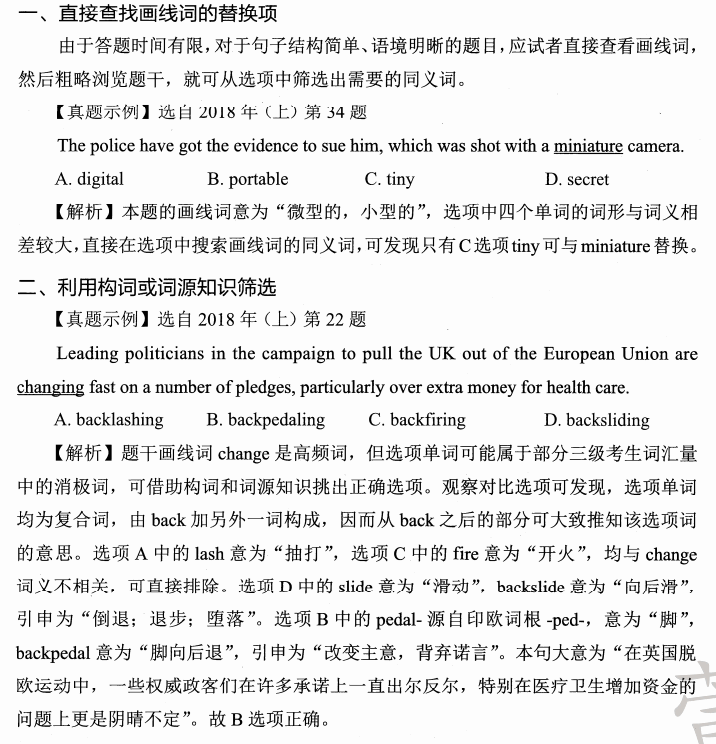 一、直接查找画线词的替换项
由于答题时间有限，对于句子结构简单、语境明晰的题目，应试者直接查看画线词，
然后粗略浏览题干，就可从选项中筛选出需要的同义词。
【真题示例】选自 2018 年（上）第 34 题
The police have got the evidence to sue him, which was shot with a miniature camera.
A. digital B. portable C. tiny D. secret
【解析】本题的画线词意为“微型的，小型的”，选项中四个单词的词形与词义相
差较大，直接在选项中搜索画线词的同义词，可发现只有 C 选项 tiny 可与 miniature 替换。
二、利用构词或词源知识筛选
【真题示例】选自 2018 年（上）第 22 题
Leading politicians in the campaign to pull the UK out of the European Union are
changing fast on a number of pledges, particularly over extra money for health care.
A. backlashing B. backpedaling C. backfiring D. backsliding
【解析】题干画线词 change 是高频词，但选项单词可能属于部分三级考生词汇量
中的消极词，可借助构词和词源知识挑出正确选项。观察对比选项可发现，选项单词
均为复合词，由 back 加另外一词构成，因而从 back 之后的部分可大致推知该选项词
的意思。选项 A 中的 lash 意为“抽打”，选项 C 中的 fire 意为“开火”，均与 change
词义不相关，可直接排除。选项 D 中的 slide 意为“滑动”，backslide 意为“向后滑”，
引申为“倒退；退步；堕落”。选项 B 中的 pedal- 源自印欧词根 -ped-，意为“脚”，
backpedal 意为“脚向后退”，引申为“改变主意，背弃诺言”。本句大意为“在英国脱
欧运动中，一些权威政客们在许多承诺上一直出尔反尔，特别在医疗卫生增加资金的
问题上更是阴晴不定”。故 B 选项正确。